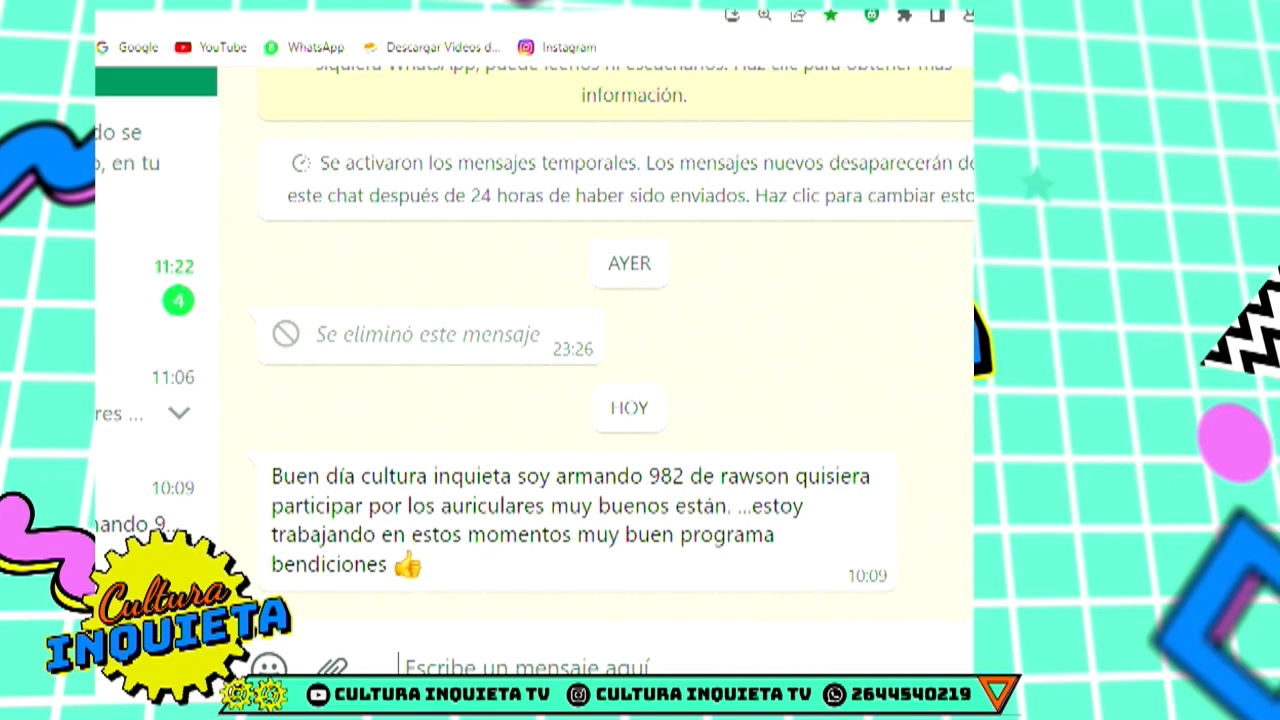 Google YouTube WhatsApp Descargar Videos d... Instagram
información.
do se
, en tu
Se activaron los mensajes temporales. Los mensajes nuevos desaparecerán de
este chat después de 24 horas de haber sido enviados. Haz clic para cambiar esto
AYER
11:22
4
Se eliminó este mensaje
23:26
11:06
res ...
HOY
Buen día cultura inquieta soy armando 982 de rawson quisiera
participar por los auriculares muy buenos están. ...estoy
trabajando en estos momentos muy buen programa
bendiciones 👍
10:09
10:09
ando 9...
Cultura
INQUIETA
Escribe un mensaje aquí
CULTURA INQUIETA TV CULTURA INQUIETA TV 2644540219